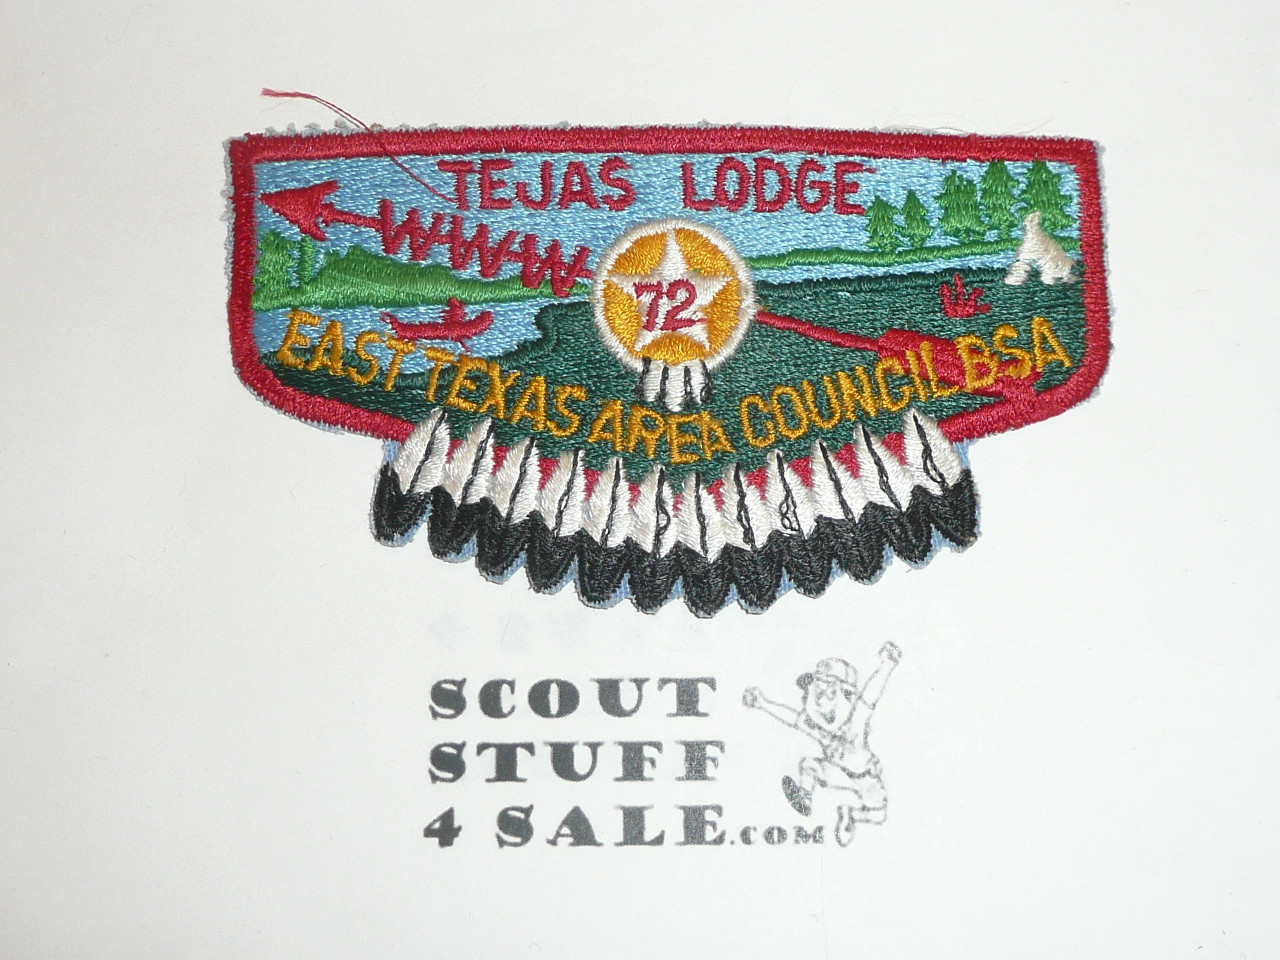 TEJAS LODGE
WWW
72
EAST TEXAS AREA COUNCIL BSA
SCOUT
STUFF
4 SALE.COM